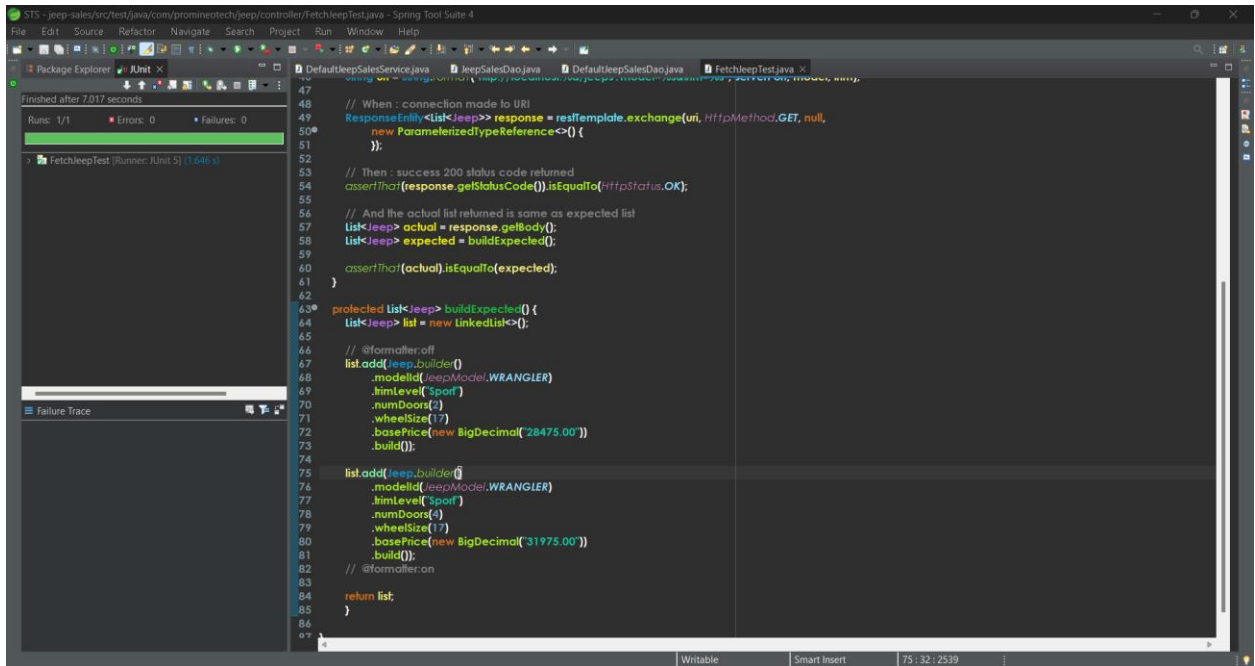 STS - jeep-sales/src/test/java/com/promineotech/jeep/controller/FetchJeepTest.java - Spring Tool Suite 4
File Edit Source Refactor Navigate Search Project Run Window Help
Package Explorer JUnit
Finished after 7.017 seconds
Runs: 1/1 Errors: 0 Failures: 0
FetchJeepTest [Runner: JUnit 5] (1.646 s)
Failure Trace
DefaultJeepSalesService.java JeepSalesDao.java DefaultJeepSalesDao.java FetchJeepTest.java
47
48 // When : connection made to URI
49 ResponseEntity<List<Jeep>> response = restTemplate.exchange(uri, HttpMethod.GET, null,
50 new ParameterizedTypeReference<>() {
51 });
52
53 // Then : success 200 status code returned
54 assertThat(response.getStatusCode()).isEqualTo(HttpStatus.OK);
55
56 // And the actual list returned is same as expected list
57 List<Jeep> actual = response.getBody();
58 List<Jeep> expected = buildExpected();
59
60 assertThat(actual).isEqualTo(expected);
61 }
62
63 protected List<Jeep> buildExpected() {
64 List<Jeep> list = new LinkedList<>();
65
66 // @formatter:off
67 list.add(Jeep.builder()
68 .modelId(JeepModel.WRANGLER)
69 .trimLevel("Sport")
70 .numDoors(2)
71 .wheelSize(17)
72 .basePrice(new BigDecimal("28475.00"))
73 .build());
74
75 list.add(Jeep.builder()
76 .modelId(JeepModel.WRANGLER)
77 .trimLevel("Sport")
78 .numDoors(4)
79 .wheelSize(17)
80 .basePrice(new BigDecimal("31975.00"))
81 .build());
82 // @formatter:on
83
84 return list;
85 }
86
87 }
Writable Smart Insert 75 : 32 : 2539